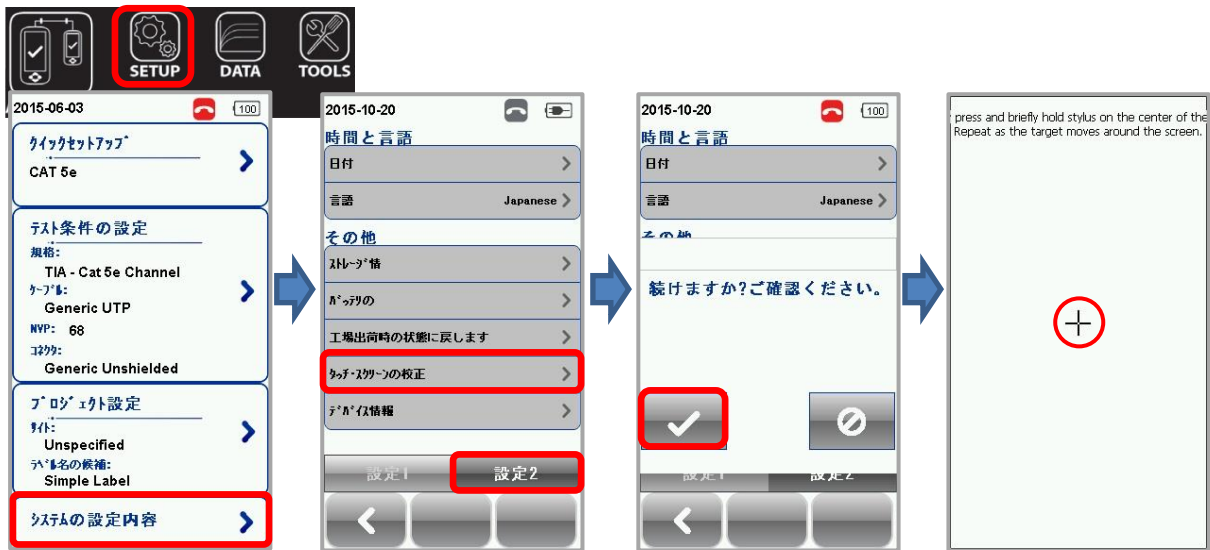 SETUP
DATA
TOOLS
2015-06-03
100
クイックセットアップ
CAT 5e
テスト条件の設定
規格:
TIA - Cat 5e Channel
ケーブル:
Generic UTP
NVP: 68
コネクタ:
Generic Unshielded
プロジェクト設定
サイト:
Unspecified
ラベル名の候補:
Simple Label
システムの設定内容
2015-10-20
時間と言語
日付
言語 Japanese
その他
ストレージ情
バッテリの
工場出荷時の状態に戻します
タッチ・スクリーンの校正
デバイス情報
設定1 設定2
2015-10-20
100
時間と言語
日付
言語 Japanese
その他
続けますか?ご確認ください。
設定1 設定2
press and briefly hold stylus on the center of the
Repeat as the target moves around the screen.